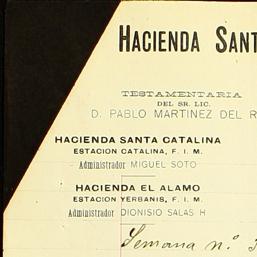 HACIENDA SANT
TESTAMENTARIA
DEL SR. LIC.
D. PABLO MARTINEZ DEL R
HACIENDA SANTA CATALINA
ESTACION CATALINA, F. I. M.
Administrador MIGUEL SOTO
HACIENDA EL ALAMO
ESTACION YERBANIS, F. I. M.
Administrador DIONISIO SALAS H
Semana n.º 3